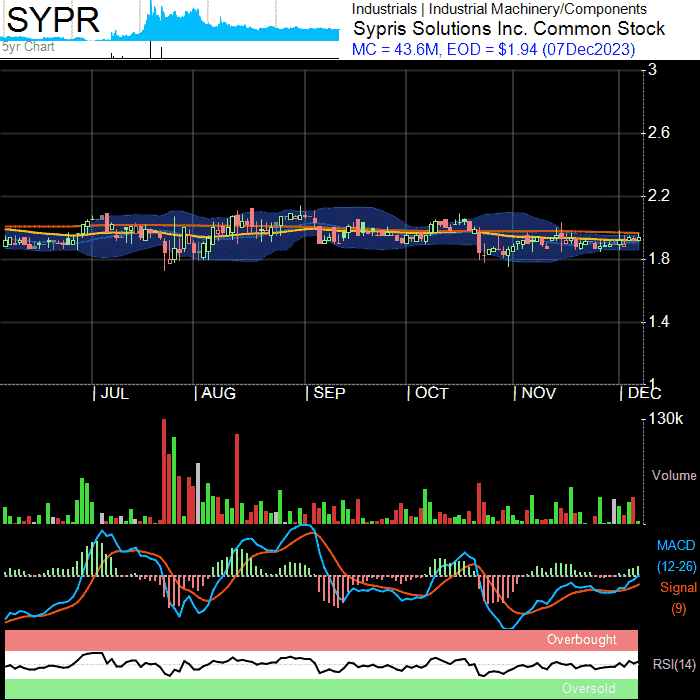 SYPR
5yr Chart
Industrials | Industrial Machinery/Components
Sypris Solutions Inc. Common Stock
MC = 43.6M, EOD = $1.94 (07Dec2023)
3
2.6
2.2
1.8
1.4
1
| JUL | AUG | SEP | OCT | NOV | DEC
130k
Volume
MACD
(12-26)
Signal
(9)
Overbought
RSI(14)
Oversold